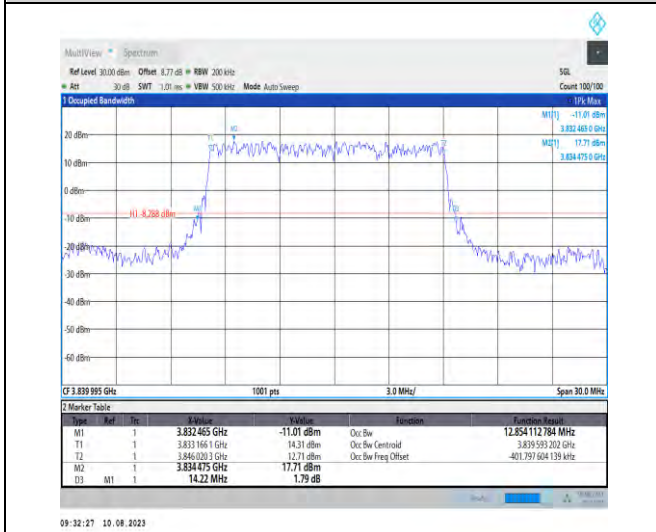 MultiView Spectrum
Ref Level 30.00 dBm Offset 8.77 dB RBW 200 kHz SGL
Att 30 dB SWT 1.01 ms VBW 500 kHz Mode Auto Sweep Count 100/100
1 Occupied Bandwidth 1Pk Max
M1[1] -11.01 dBm
3.832 465 0 GHz
M2[1] 17.71 dBm
3.834 475 0 GHz
20 dBm
10 dBm
0 dBm
H1 -8.288 dBm
-10 dBm
-20 dBm
-30 dBm
-40 dBm
-50 dBm
-60 dBm
M2
T1
T2
M1
D3
CF 3.839 995 GHz 1001 pts 3.0 MHz/ Span 30.0 MHz
2 Marker Table
Type Ref Trc X-Value Y-Value Function Function Result
M1 1 3.832 465 GHz -11.01 dBm Occ Bw 12.854 112 784 MHz
T1 1 3.833 166 1 GHz 14.31 dBm Occ Bw Centroid 3.839 593 202 GHz
T2 1 3.846 020 3 GHz 12.71 dBm Occ Bw Freq Offset -401.797 604 139 kHz
M2 1 3.834 475 GHz 17.71 dBm
D3 M1 1 14.22 MHz 1.79 dB
09:32:27 10.08.2023